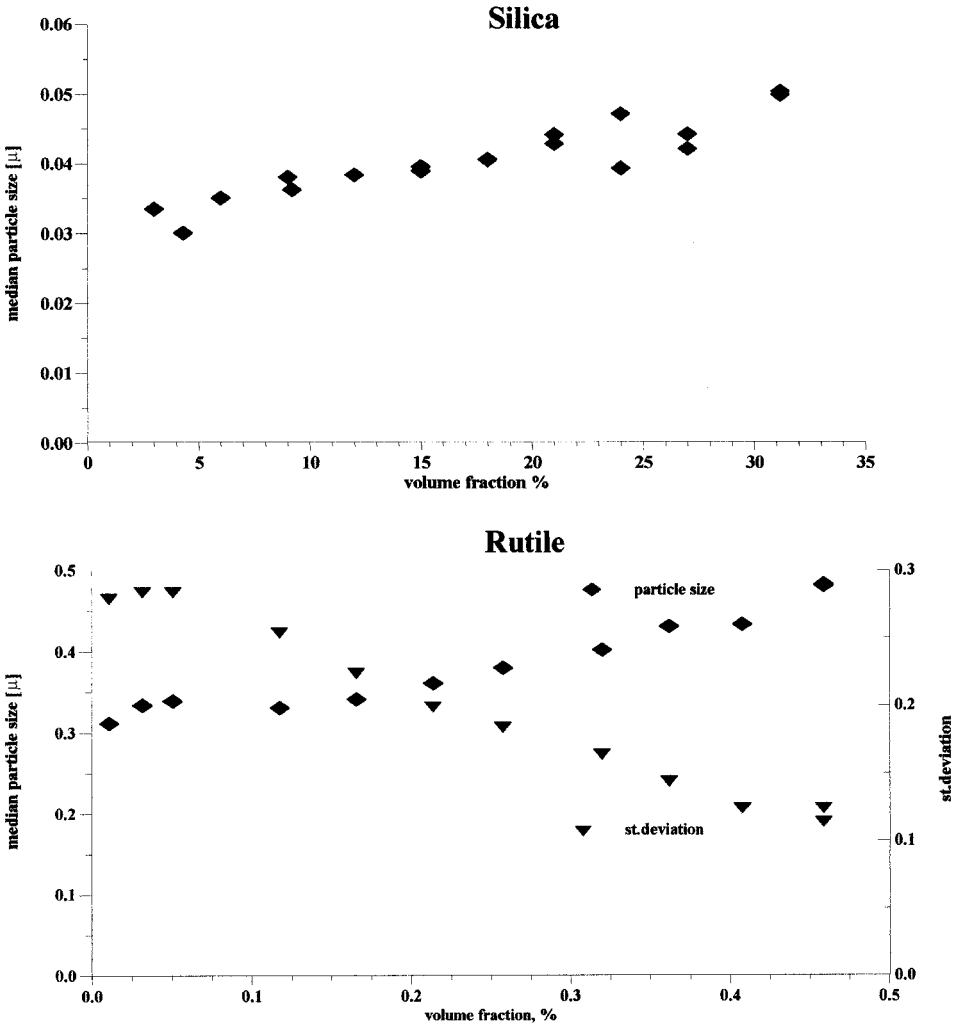 Silica
0.06
0.05
0.04
0.03
0.02
0.01
0.00
median particle size [μ]
0 5 10 15 20 25 30 35
volume fraction %
Rutile
0.5
0.4
0.3
0.2
0.1
0.0
median particle size [μ]
particle size
st.deviation
0.3
0.2
0.1
0.0
st.deviation
0.0 0.1 0.2 0.3 0.4 0.5
volume fraction, %